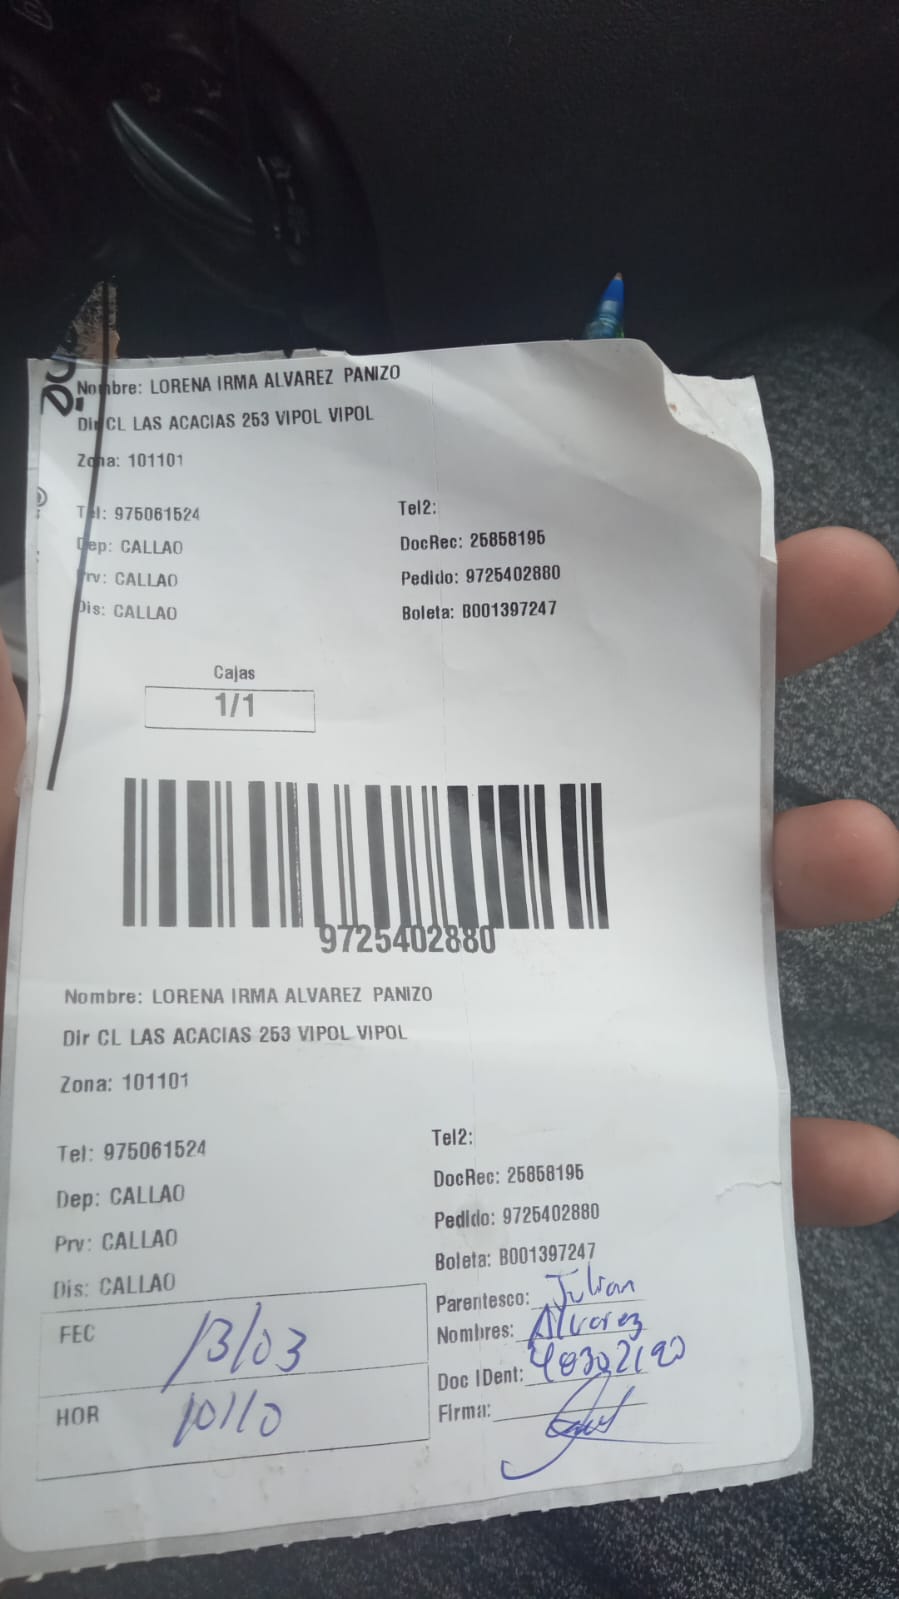 Nombre: LORENA IRMA ALVAREZ PANIZO
Dir CL LAS ACACIAS 253 VIPOL VIPOL
Zona: 101101
Tel: 975061524 Tel2:
Dep: CALLAO DocRec: 25858195
Prv: CALLAO Pedido: 9725402880
Dis: CALLAO Boleta: B001397247
Cajas
1/1
9725402880
Nombre: LORENA IRMA ALVAREZ PANIZO
Dir CL LAS ACACIAS 253 VIPOL VIPOL
Zona: 101101
Tel: 975061524 Tel2:
Dep: CALLAO DocRec: 25858195
Prv: CALLAO Pedido: 9725402880
Dis: CALLAO Boleta: B001397247
FEC 13/03
HOR 10/10
Parentesco: Julian
Nombres: Alvarez
Doc IDent: 40302190
Firma: